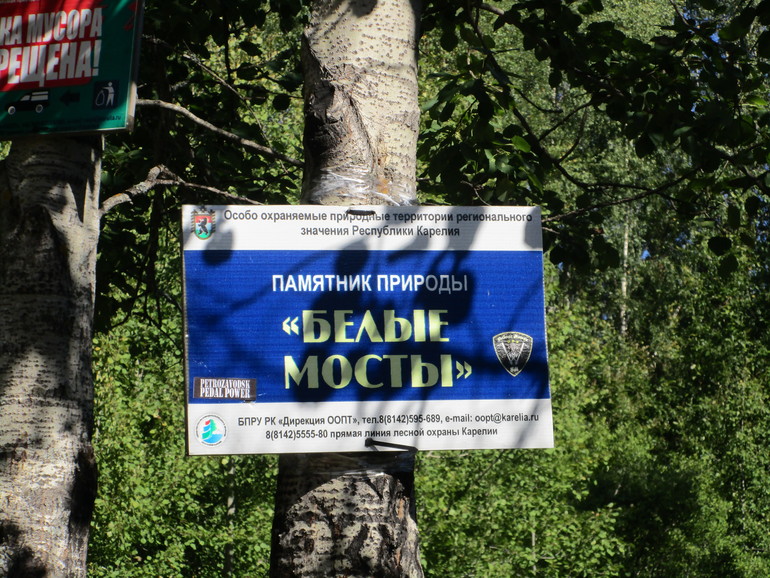 КА МУСОРА
РЕЩЕНА!
Особо охраняемые природные территории регионального
значения Республики Карелия
ПАМЯТНИК ПРИРОДЫ
«БЕЛЫЕ
МОСТЫ»
PETROZAVODSK
PEDAL POWER
БПРУ РК «Дирекция ООПТ», тел.8(8142)595-689, e-mail: oopt@karelia.ru
8(8142)5555-80 прямая линия лесной охраны Карелии